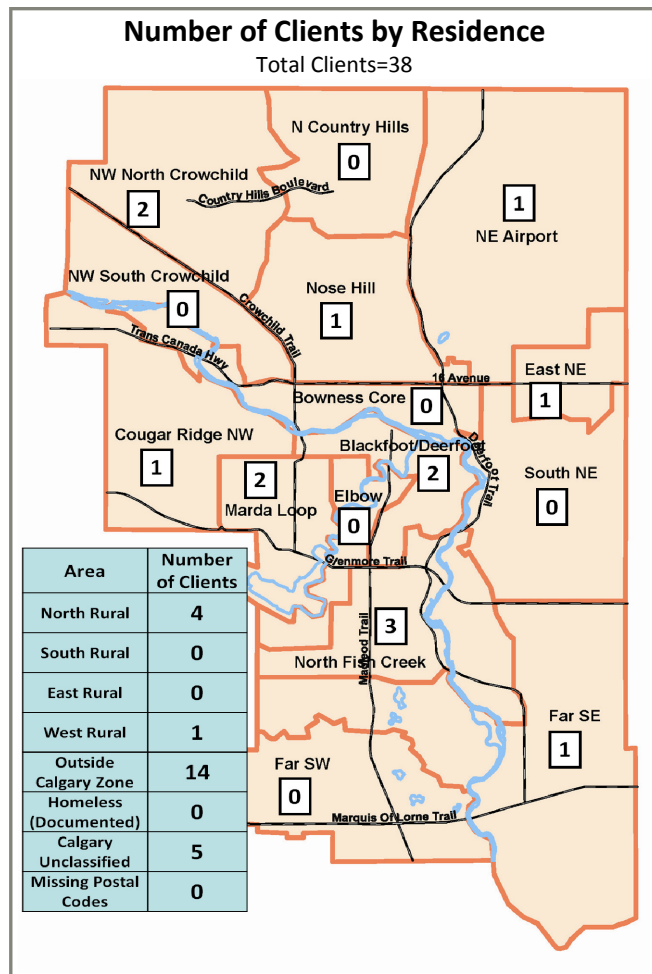 Number of Clients by Residence
Total Clients=38
N Country Hills
0
NW North Crowchild
2
Country Hills Boulevard
1
NE Airport
NW South Crowchild
0
Nose Hill
1
Crowchild Trail
Trans Canada Hwy
16 Avenue
East NE
1
Bowness Core
0
Cougar Ridge NW
1
Blackfoot/Deerfoot
2
Deerfoot Trail
2
Marda Loop
Elbow
0
South NE
0
Glenmore Trail
3
North Fish Creek
Macleod Trail
Far SE
1
Far SW
0
Marquis Of Lorne Trail
Area Number of Clients
North Rural 4
South Rural 0
East Rural 0
West Rural 1
Outside Calgary Zone 14
Homeless (Documented) 0
Calgary Unclassified 5
Missing Postal Codes 0